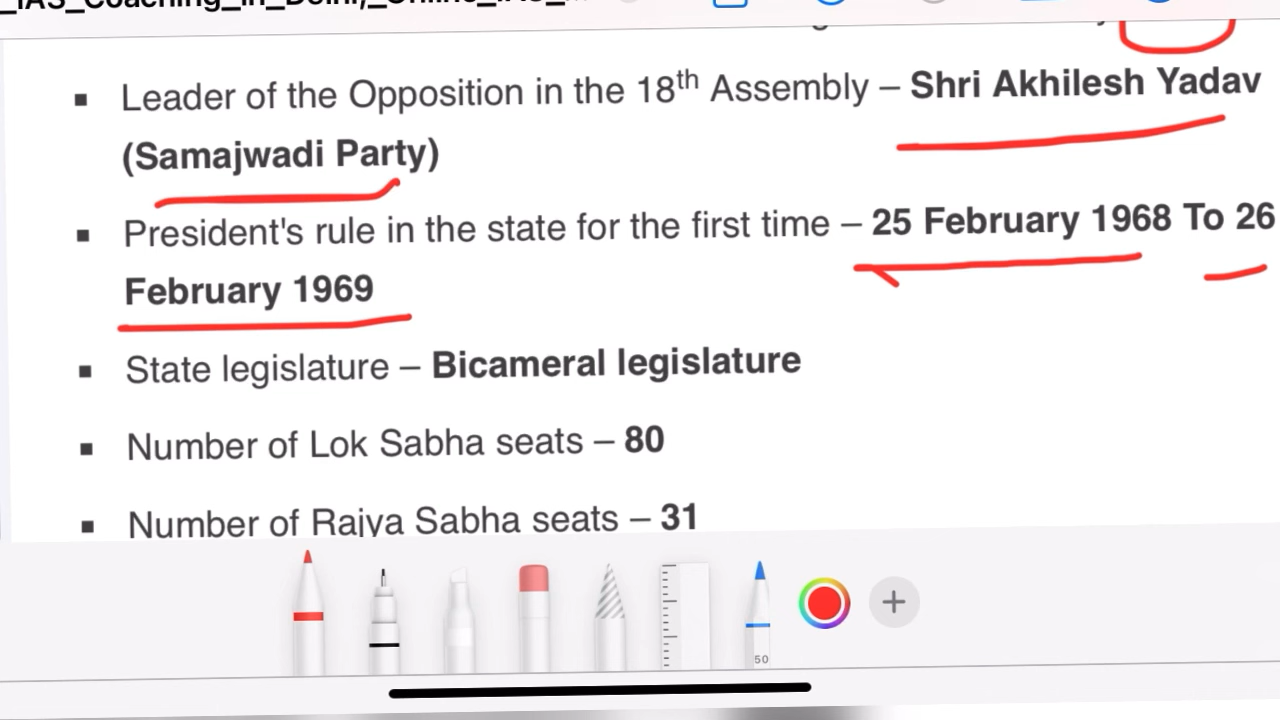 _IAS_Coaching_in_Delhi,_Online_IAS_...
Leader of the Opposition in the 18th Assembly – Shri Akhilesh Yadav
(Samajwadi Party)
President's rule in the state for the first time – 25 February 1968 To 26
February 1969
State legislature – Bicameral legislature
Number of Lok Sabha seats – 80
Number of Rajya Sabha seats – 31
50